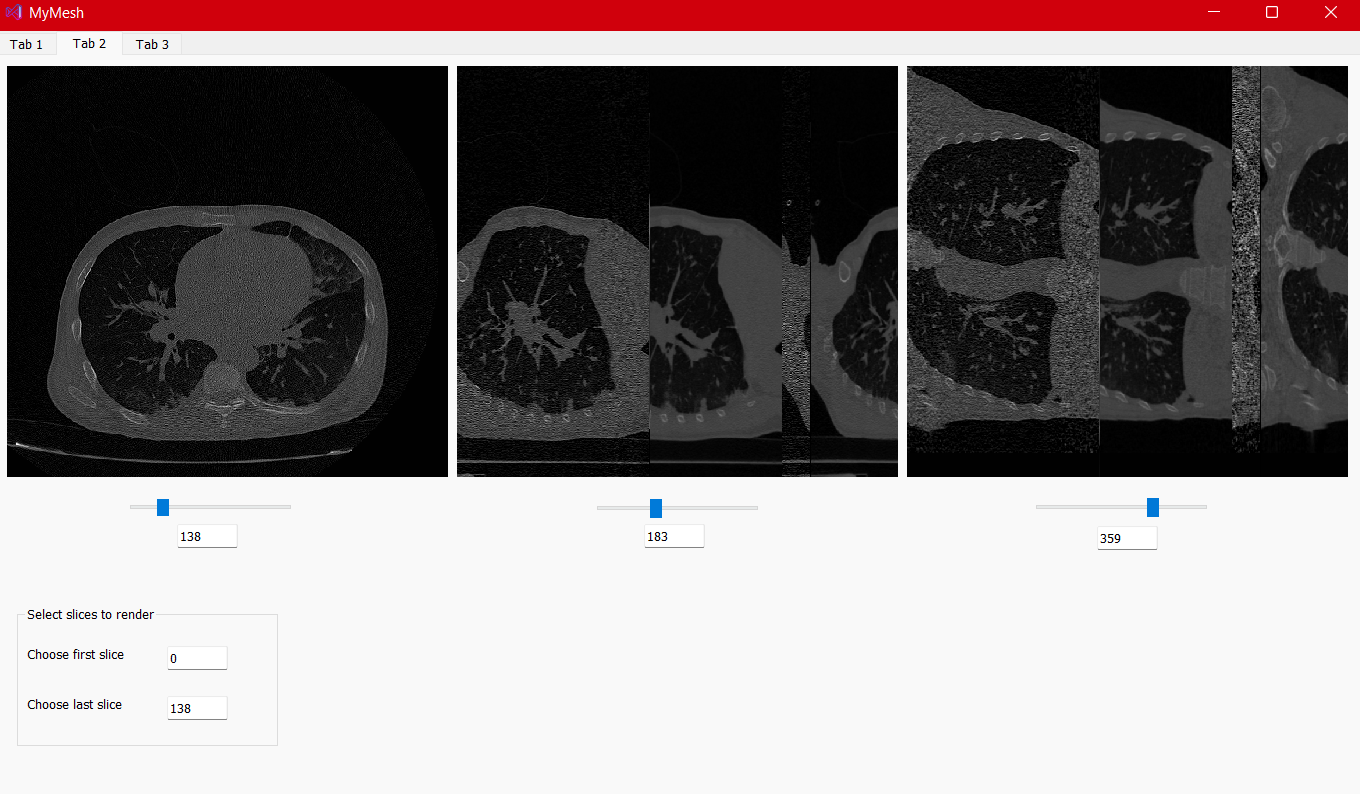 MyMesh
Tab 1 Tab 2 Tab 3
138 183 359
Select slices to render
Choose first slice 0
Choose last slice 138